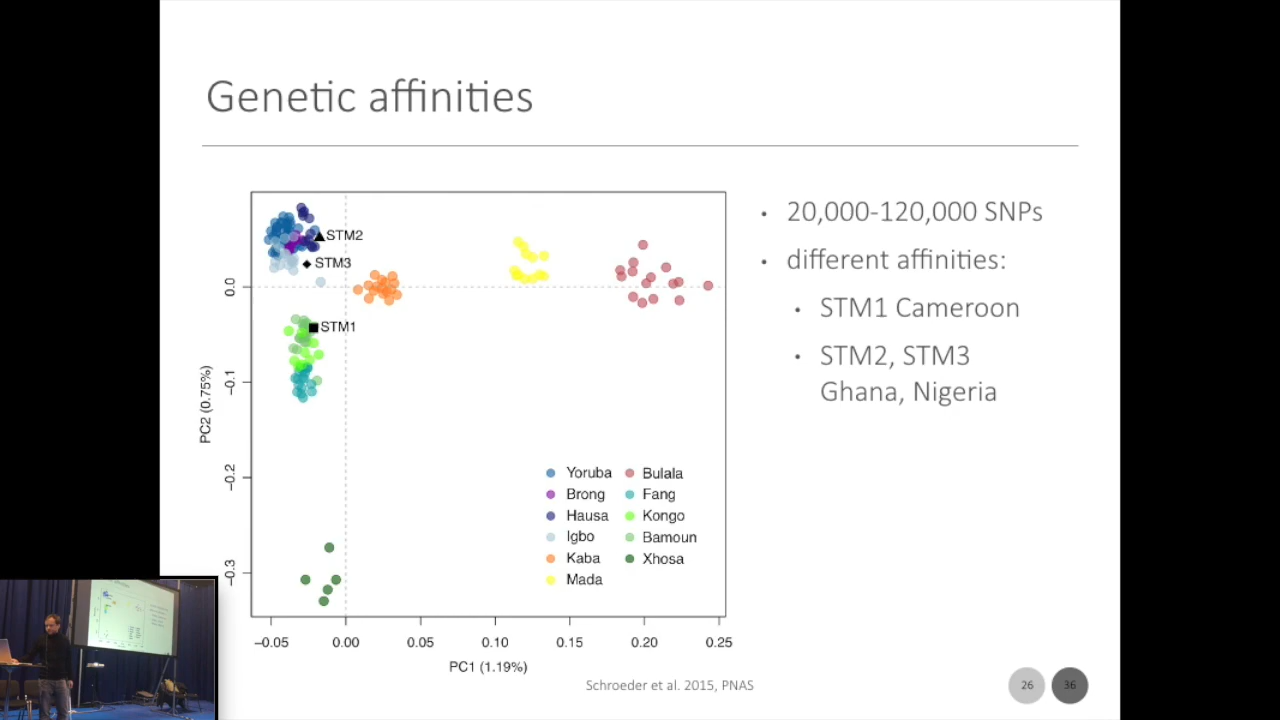 Genetic affinities
STM2
STM3
STM1
0.0
−0.1
−0.2
−0.3
PC2 (0.75%)
−0.05
0.00
0.05
0.10
0.15
0.20
0.25
PC1 (1.19%)
Yoruba
Brong
Hausa
Igbo
Kaba
Mada
Bulala
Fang
Kongo
Bamoun
Xhosa
• 20,000-120,000 SNPs
• different affinities:
• STM1 Cameroon
• STM2, STM3
Ghana, Nigeria
Schroeder et al. 2015, PNAS
26
36